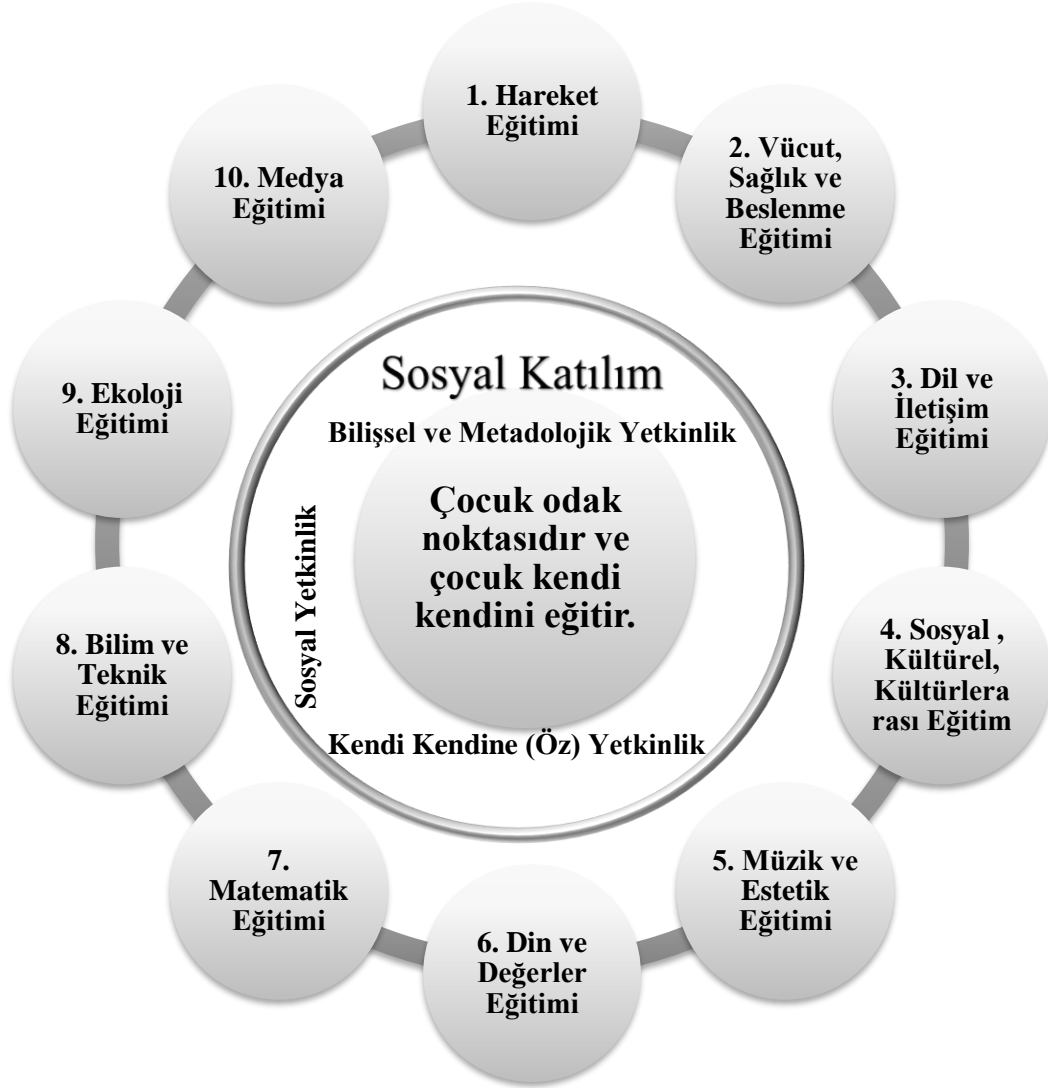 1. Hareket
Eğitimi
2. Vücut,
Sağlık ve
Beslenme
Eğitimi
3. Dil ve
İletişim
Eğitimi
4. Sosyal ,
Kültürel,
Kültürlera
rası Eğitim
5. Müzik ve
Estetik
Eğitimi
6. Din ve
Değerler
Eğitimi
7.
Matematik
Eğitimi
8. Bilim ve
Teknik
Eğitimi
9. Ekoloji
Eğitimi
10. Medya
Eğitimi
Sosyal Katılım
Bilişsel ve Metadolojik Yetkinlik
Sosyal Yetkinlik
Çocuk odak
noktasıdır ve
çocuk kendi
kendini eğitir.
Kendi Kendine (Öz) Yetkinlik